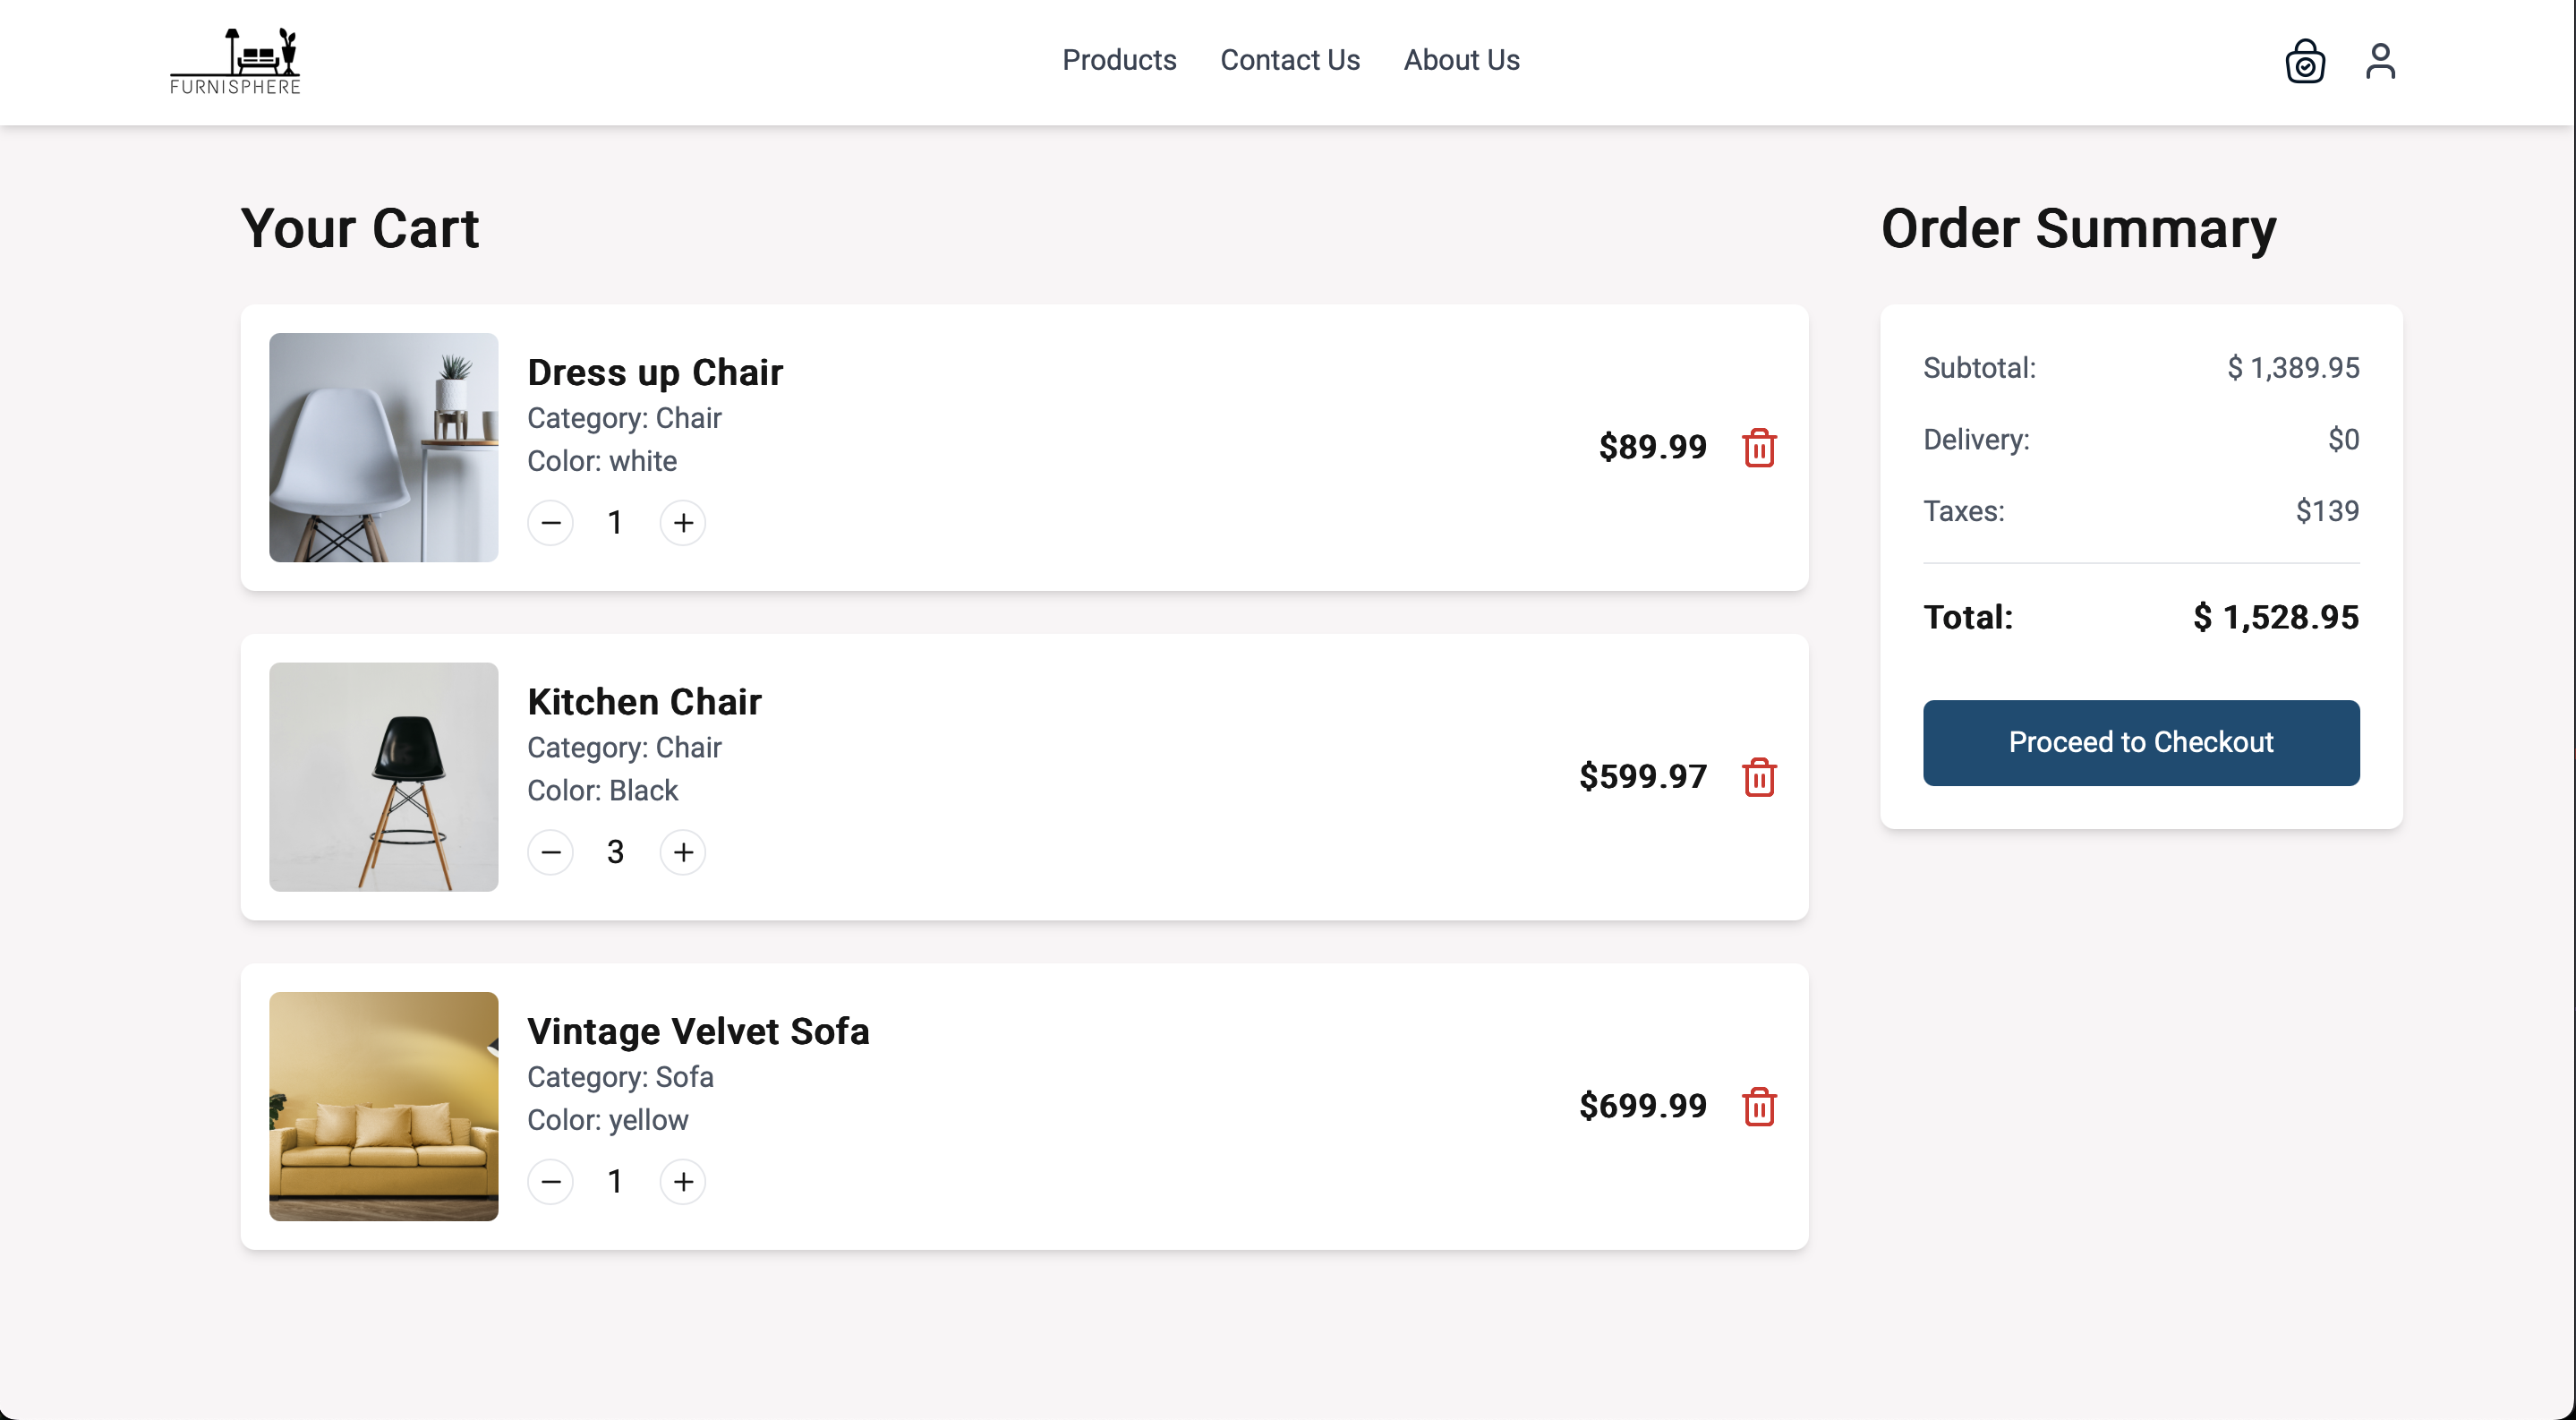 FURNISPHERE
Products
Contact Us
About Us
Your Cart
Dress up Chair
Category: Chair
Color: white
1
$89.99
Kitchen Chair
Category: Chair
Color: Black
3
$599.97
Vintage Velvet Sofa
Category: Sofa
Color: yellow
1
$699.99
Order Summary
Subtotal: $ 1,389.95
Delivery: $0
Taxes: $139
Total: $ 1,528.95
Proceed to Checkout